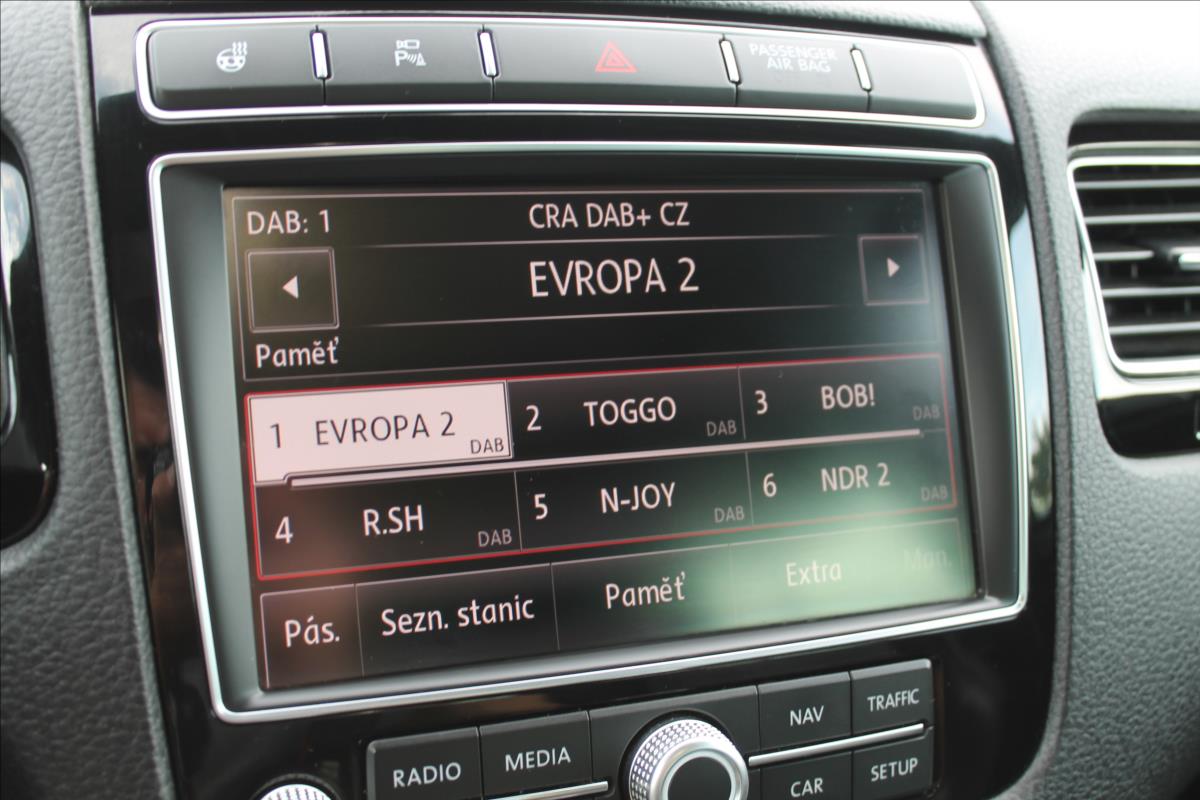 P
PASSENGER
AIR BAG
DAB: 1
CRA DAB+ CZ
EVROPA 2
Paměť
1 EVROPA 2 DAB
2 TOGGO DAB
3 BOB! DAB
4 R.SH DAB
5 N-JOY DAB
6 NDR 2 DAB
Pás. Sezn. stanic Paměť Extra Man.
RADIO MEDIA NAV TRAFFIC
CAR SETUP